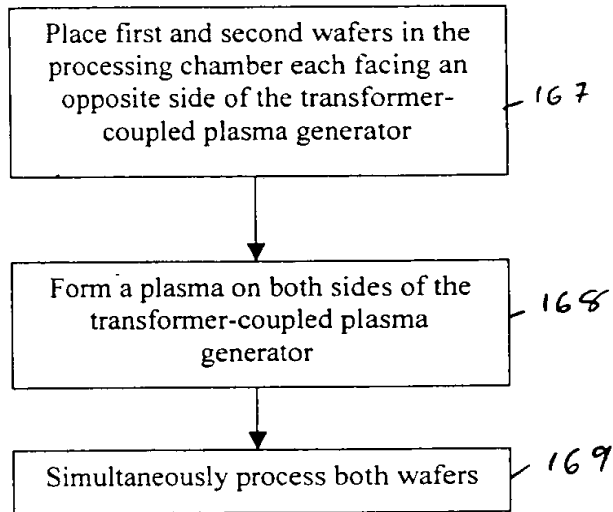 Place first and second wafers in the
processing chamber each facing an
opposite side of the transformer-
coupled plasma generator
167
Form a plasma on both sides of the
transformer-coupled plasma
generator
168
Simultaneously process both wafers
169